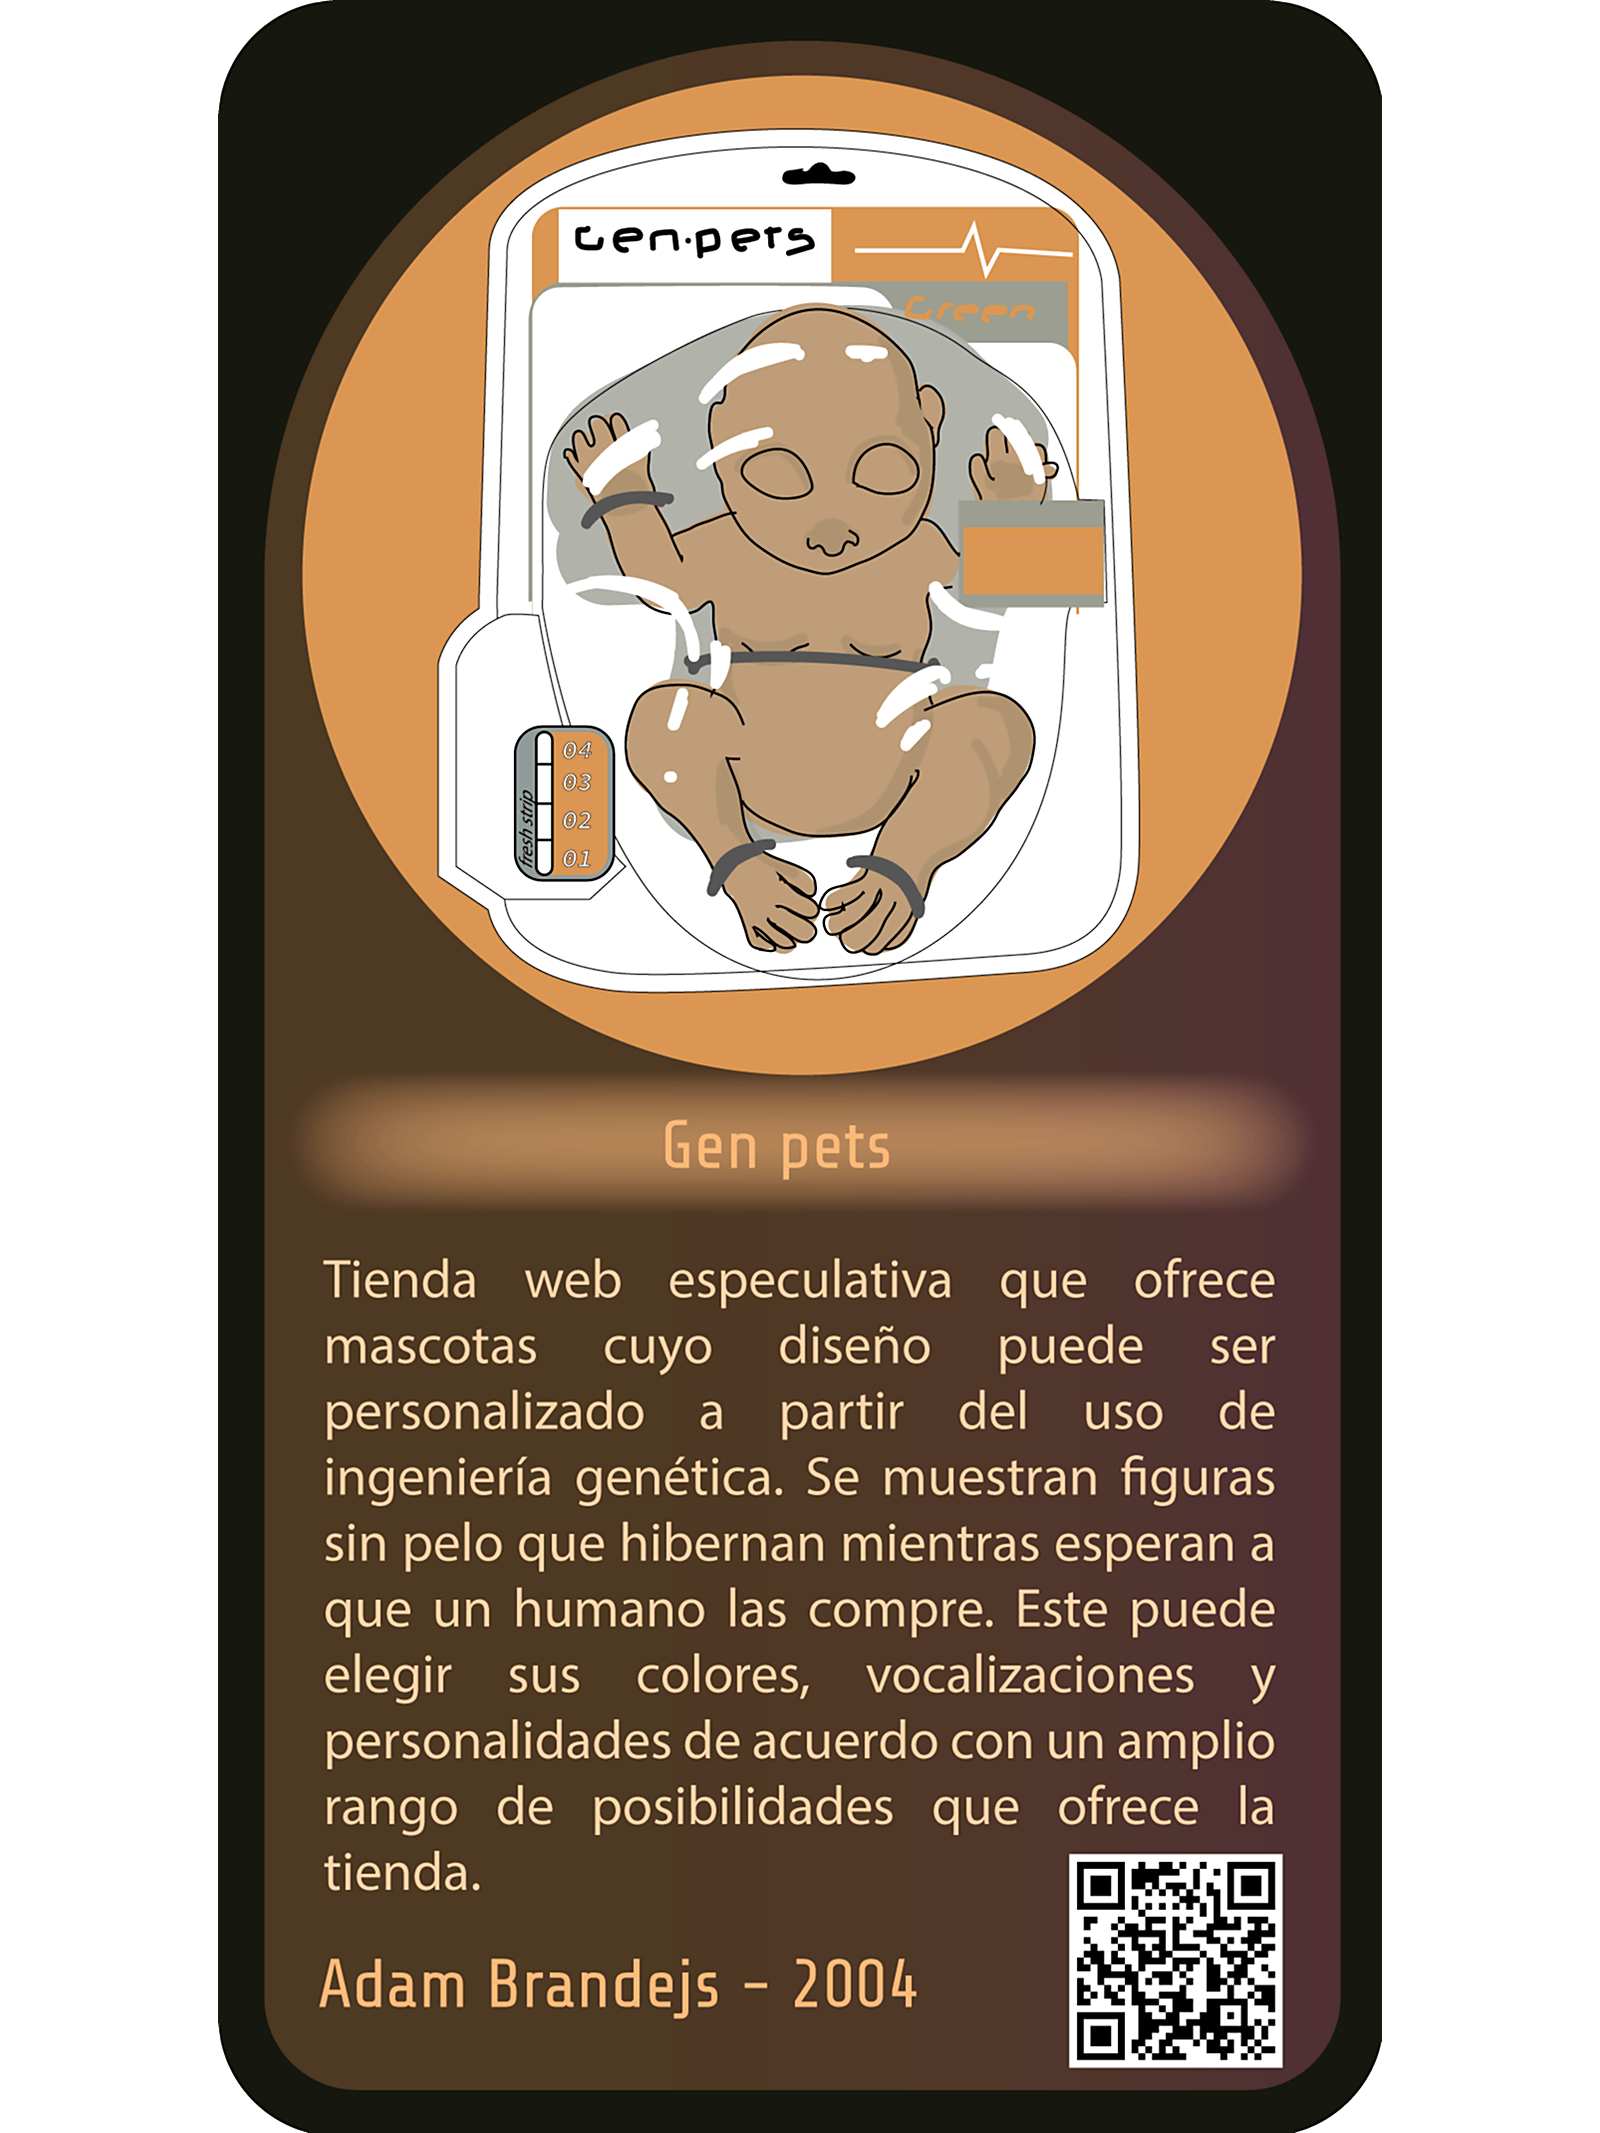 Gen·pets
Green
04
03
02
01
fresh strip
Gen pets
Tienda web especulativa que ofrece
mascotas cuyo diseño puede ser
personalizado a partir del uso de
ingeniería genética. Se muestran figuras
sin pelo que hibernan mientras esperan a
que un humano las compre. Este puede
elegir sus colores, vocalizaciones y
personalidades de acuerdo con un amplio
rango de posibilidades que ofrece la
tienda.
Adam Brandejs - 2004